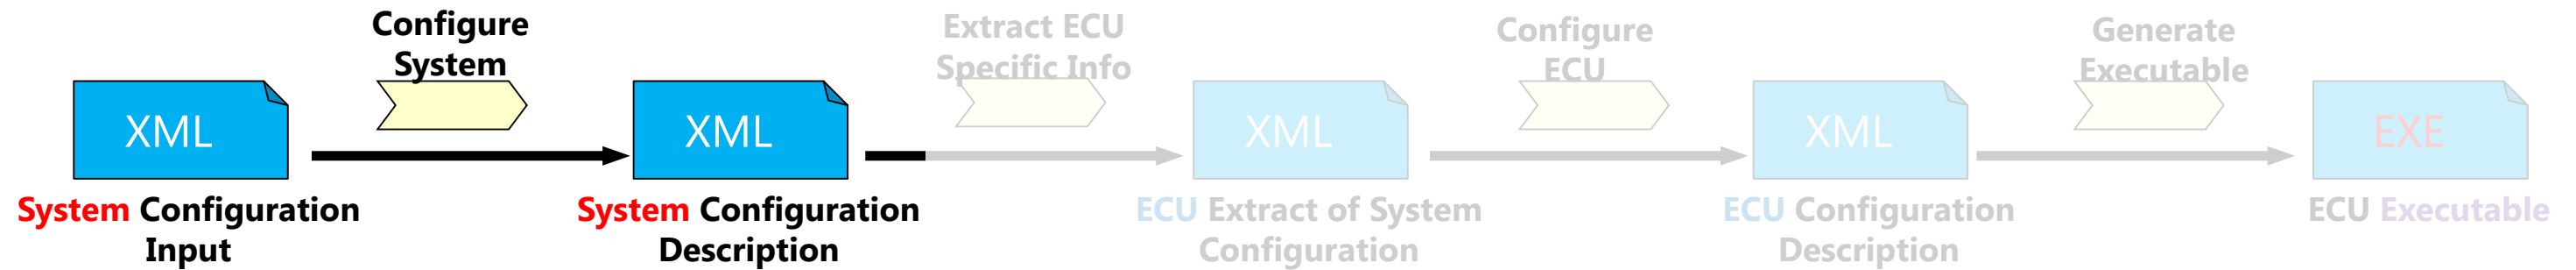 Configure
System
Extract ECU
Specific Info
Configure
ECU
Generate
Executable
XML
XML
XML
XML
EXE
System Configuration
Input
System Configuration
Description
ECU Extract of System
Configuration
ECU Configuration
Description
ECU Executable